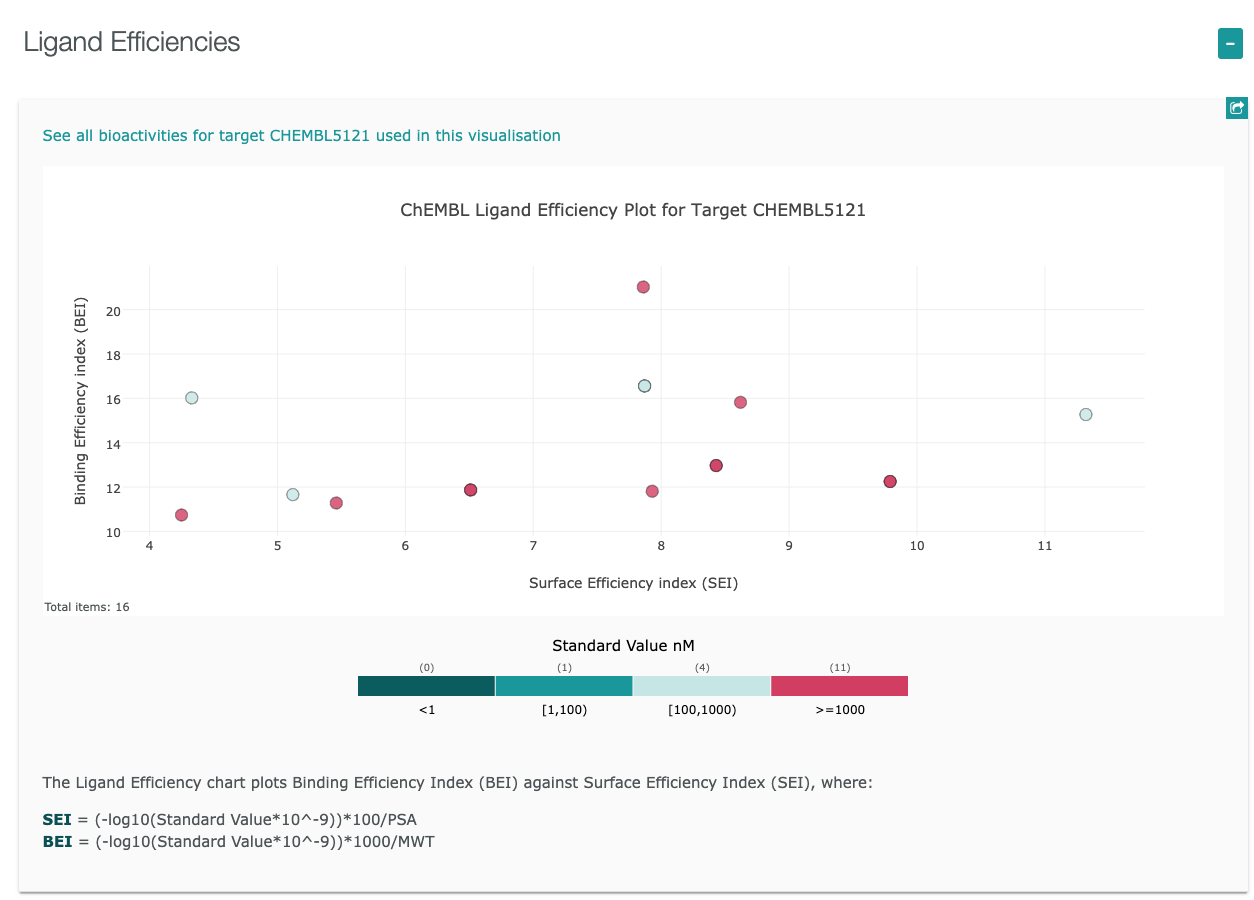 Ligand Efficiencies
-
See all bioactivities for target CHEMBL5121 used in this visualisation
ChEMBL Ligand Efficiency Plot for Target CHEMBL5121
Binding Efficiency index (BEI)
20
18
16
14
12
10
4 5 6 7 8 9 10 11
Surface Efficiency index (SEI)
Total items: 16
Standard Value nM
(0) (1) (4) (11)
<1 [1,100) [100,1000) >=1000
The Ligand Efficiency chart plots Binding Efficiency Index (BEI) against Surface Efficiency Index (SEI), where:
SEI = (-log10(Standard Value*10^-9))*100/PSA
BEI = (-log10(Standard Value*10^-9))*1000/MWT